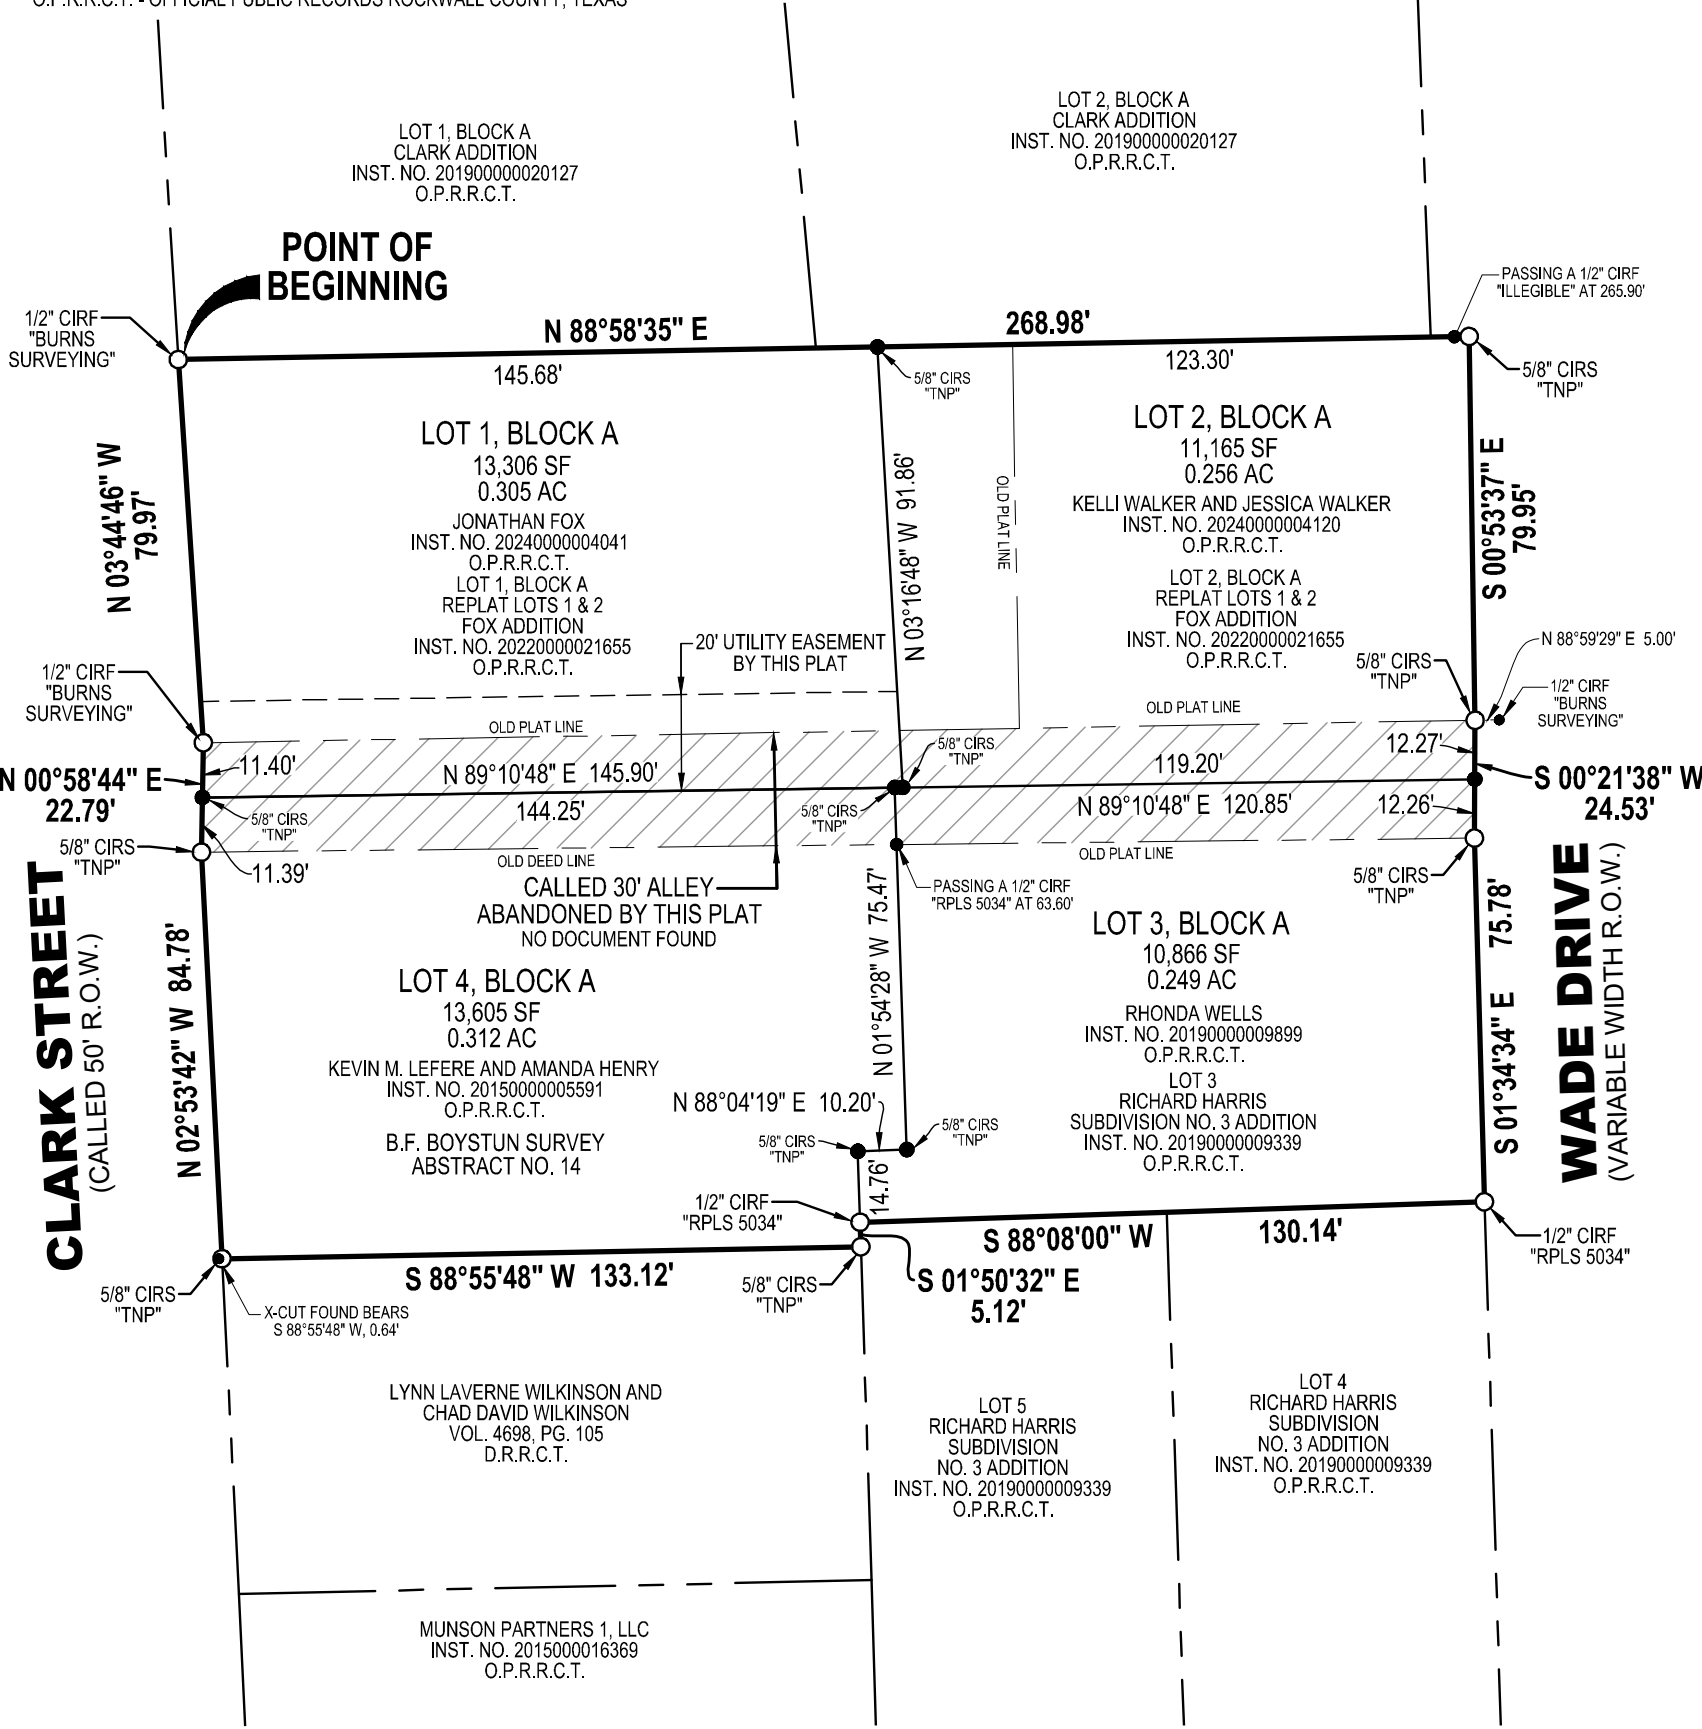 O.P.R.R.C.T. - OFFICIAL PUBLIC RECORDS ROCKWALL COUNTY, TEXAS
LOT 1, BLOCK A
CLARK ADDITION
INST. NO. 201900000020127
O.P.R.R.C.T.
LOT 2, BLOCK A
CLARK ADDITION
INST. NO. 201900000020127
O.P.R.R.C.T.
POINT OF
BEGINNING
1/2" CIRF
"BURNS
SURVEYING"
N 88°58'35" E
268.98'
PASSING A 1/2" CIRF
"ILLEGIBLE" AT 265.90'
145.68'
123.30'
5/8" CIRS
"TNP"
5/8" CIRS
"TNP"
N 03°44'46" W
79.97'
LOT 1, BLOCK A
13,306 SF
0.305 AC
JONATHAN FOX
INST. NO. 20240000004041
O.P.R.R.C.T.
LOT 1, BLOCK A
REPLAT LOTS 1 & 2
FOX ADDITION
INST. NO. 20220000021655
O.P.R.R.C.T.
N 03°16'48" W 91.86'
OLD PLAT LINE
LOT 2, BLOCK A
11,165 SF
0.256 AC
KELLI WALKER AND JESSICA WALKER
INST. NO. 20240000004120
O.P.R.R.C.T.
LOT 2, BLOCK A
REPLAT LOTS 1 & 2
FOX ADDITION
INST. NO. 20220000021655
O.P.R.R.C.T.
S 00°53'37" E
79.95'
20' UTILITY EASEMENT
BY THIS PLAT
1/2" CIRF
"BURNS
SURVEYING"
5/8" CIRS
"TNP"
N 88°59'29" E 5.00'
1/2" CIRF
"BURNS
SURVEYING"
OLD PLAT LINE
OLD PLAT LINE
N 00°58'44" E
22.79'
11.40'
N 89°10'48" E 145.90'
5/8" CIRS
"TNP"
119.20'
12.27'
S 00°21'38" W
24.53'
5/8" CIRS
"TNP"
144.25'
5/8" CIRS
"TNP"
N 89°10'48" E 120.85'
12.26'
5/8" CIRS
"TNP"
11.39'
OLD DEED LINE
OLD PLAT LINE
5/8" CIRS
"TNP"
CALLED 30' ALLEY
ABANDONED BY THIS PLAT
NO DOCUMENT FOUND
PASSING A 1/2" CIRF
"RPLS 5034" AT 63.60'
CLARK STREET
(CALLED 50' R.O.W.)
N 02°53'42" W 84.78'
LOT 4, BLOCK A
13,605 SF
0.312 AC
KEVIN M. LEFERE AND AMANDA HENRY
INST. NO. 20150000005591
O.P.R.R.C.T.
B.F. BOYSTUN SURVEY
ABSTRACT NO. 14
N 01°54'28" W 75.47'
LOT 3, BLOCK A
10,866 SF
0.249 AC
RHONDA WELLS
INST. NO. 20190000009899
O.P.R.R.C.T.
LOT 3
RICHARD HARRIS
SUBDIVISION NO. 3 ADDITION
INST. NO. 20190000009339
O.P.R.R.C.T.
S 01°34'34" E 75.78'
WADE DRIVE
(VARIABLE WIDTH R.O.W.)
N 88°04'19" E 10.20'
5/8" CIRS
"TNP"
5/8" CIRS
"TNP"
14.76'
1/2" CIRF
"RPLS 5034"
S 88°08'00" W
130.14'
1/2" CIRF
"RPLS 5034"
S 88°55'48" W 133.12'
5/8" CIRS
"TNP"
S 01°50'32" E
5.12'
5/8" CIRS
"TNP"
X-CUT FOUND BEARS
S 88°55'48" W, 0.64'
LYNN LAVERNE WILKINSON AND
CHAD DAVID WILKINSON
VOL. 4698, PG. 105
D.R.R.C.T.
LOT 5
RICHARD HARRIS
SUBDIVISION
NO. 3 ADDITION
INST. NO. 20190000009339
O.P.R.R.C.T.
LOT 4
RICHARD HARRIS
SUBDIVISION
NO. 3 ADDITION
INST. NO. 20190000009339
O.P.R.R.C.T.
MUNSON PARTNERS 1, LLC
INST. NO. 2015000016369
O.P.R.R.C.T.